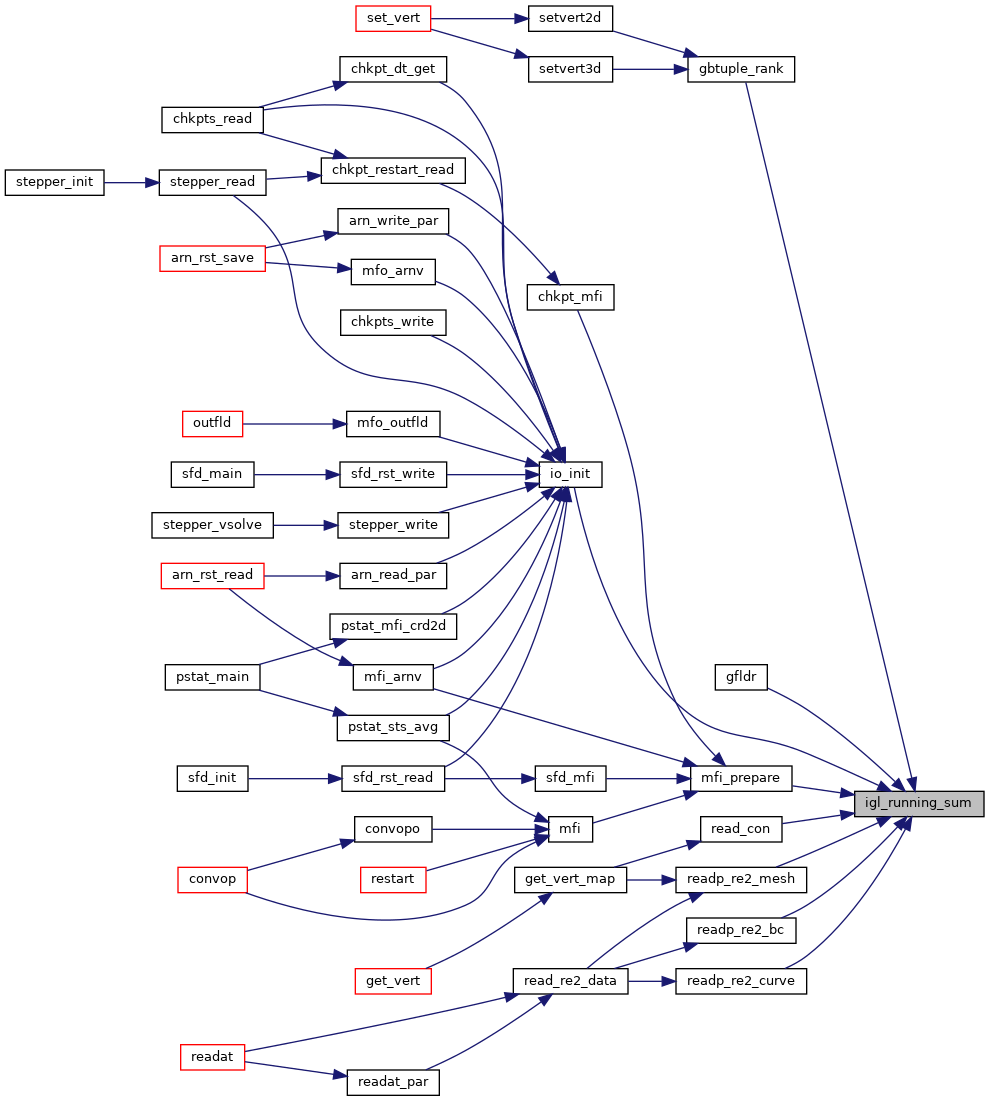 set_vert
setvert2d
setvert3d
gbtuple_rank
chkpt_dt_get
chkpts_read
chkpt_restart_read
stepper_init
stepper_read
arn_write_par
arn_rst_save
mfo_arnv
chkpt_mfi
chkpts_write
outfld
mfo_outfld
sfd_main
sfd_rst_write
io_init
stepper_vsolve
stepper_write
arn_rst_read
arn_read_par
pstat_mfi_crd2d
pstat_main
mfi_arnv
gfldr
pstat_sts_avg
sfd_init
sfd_rst_read
sfd_mfi
mfi_prepare
igl_running_sum
convopo
mfi
read_con
convop
restart
get_vert_map
readp_re2_mesh
readp_re2_bc
get_vert
read_re2_data
readp_re2_curve
readat
readat_par